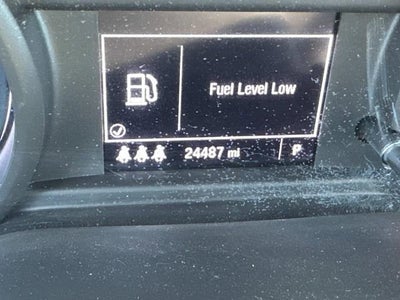 Fuel Level Low
24487 mi P